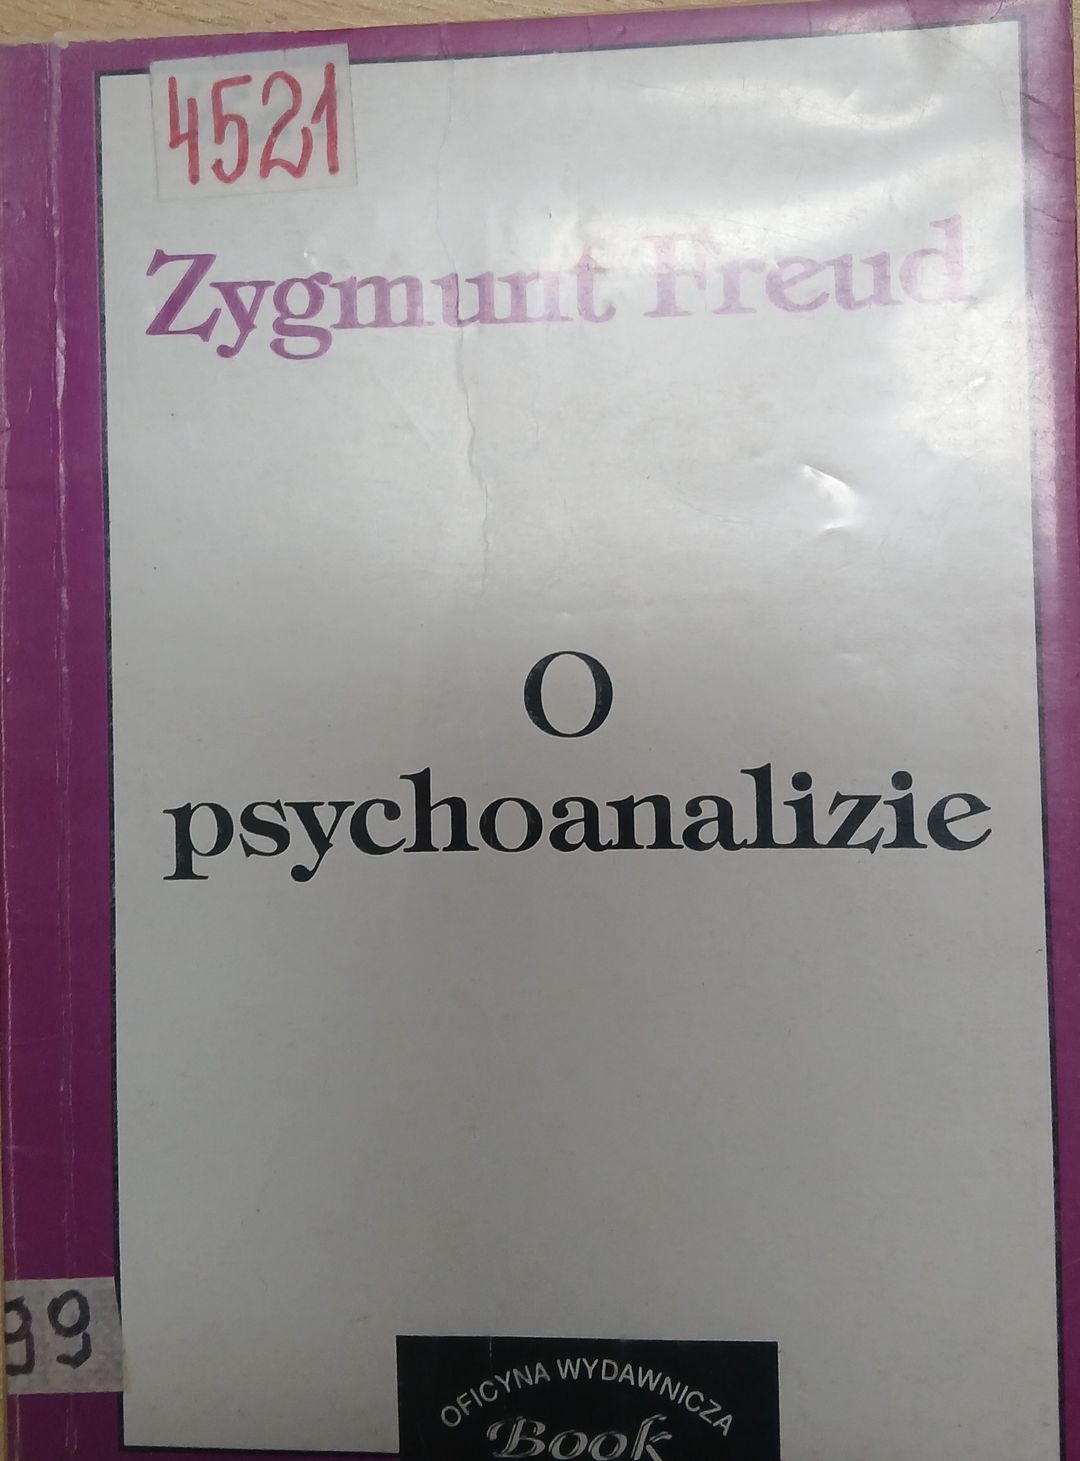 4521
Zygmunt Freud
O
psychoanalizie
99
OFICYNA WYDAWNICZA
Book